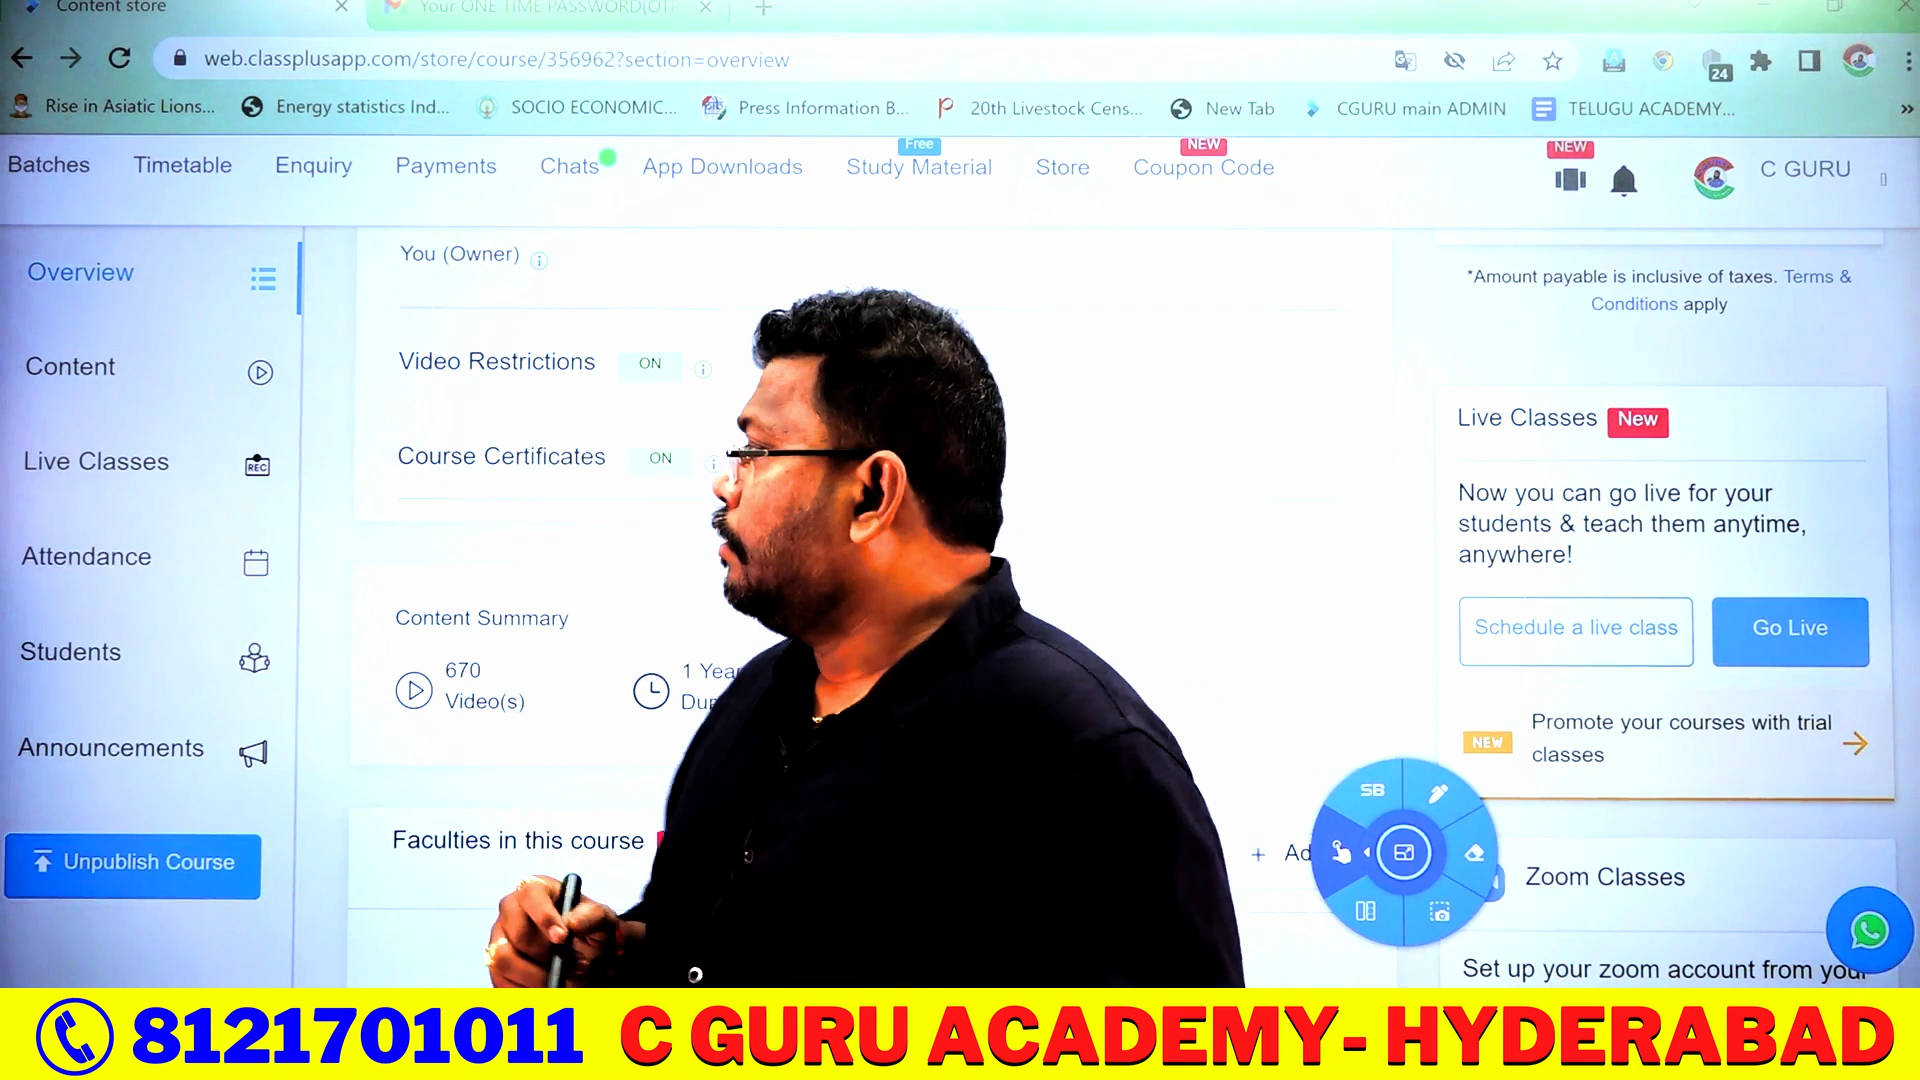 Content store
Your ONE TIME PASSWORD(OT
web.classplusapp.com/store/course/356962?section=overview
24
Rise in Asiatic Lions...
Energy statistics Ind...
SOCIO ECONOMIC...
Press Information B...
20th Livestock Cens...
New Tab
CGURU main ADMIN
TELUGU ACADEMY...
Batches
Timetable
Enquiry
Payments
Chats
App Downloads
Free
Study Material
Store
NEW
Coupon Code
NEW
C GURU
Overview
Content
Live Classes
REC
Attendance
Students
Announcements
Unpublish Course
You (Owner)
Video Restrictions ON
Course Certificates ON
Content Summary
670
Video(s)
1 Year
Faculties in this course
+ Ad
*Amount payable is inclusive of taxes. Terms &
Conditions apply
Live Classes New
Now you can go live for your
students & teach them anytime,
anywhere!
Schedule a live class
Go Live
NEW
Promote your courses with trial
classes
SB
Zoom Classes
Set up your zoom account from your
8121701011 C GURU ACADEMY- HYDERABAD